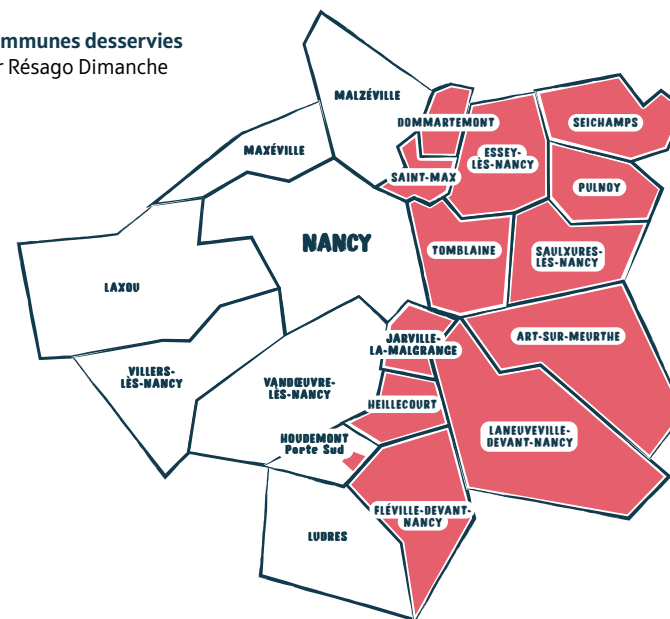 mmunes desservies
r Résago Dimanche
MALZÉVILLE
DOMMARTEMONT
SEICHAMPS
MAXÉVILLE
ESSEY-
LÈS-NANCY
SAINT-MAX
PULNOY
NANCY
TOMBLAINE
SAULXURES-
LÈS-NANCY
LAXOU
JARVILLE-
LA-MALGRANGE
ART-SUR-MEURTHE
VILLERS-
LÈS-NANCY
VANDŒUVRE-
LÈS-NANCY
HEILLECOURT
LANEUVEVILLE-
DEVANT-NANCY
HOUDEMONT
Porte Sud
FLÉVILLE-DEVANT-
NANCY
LUDRES